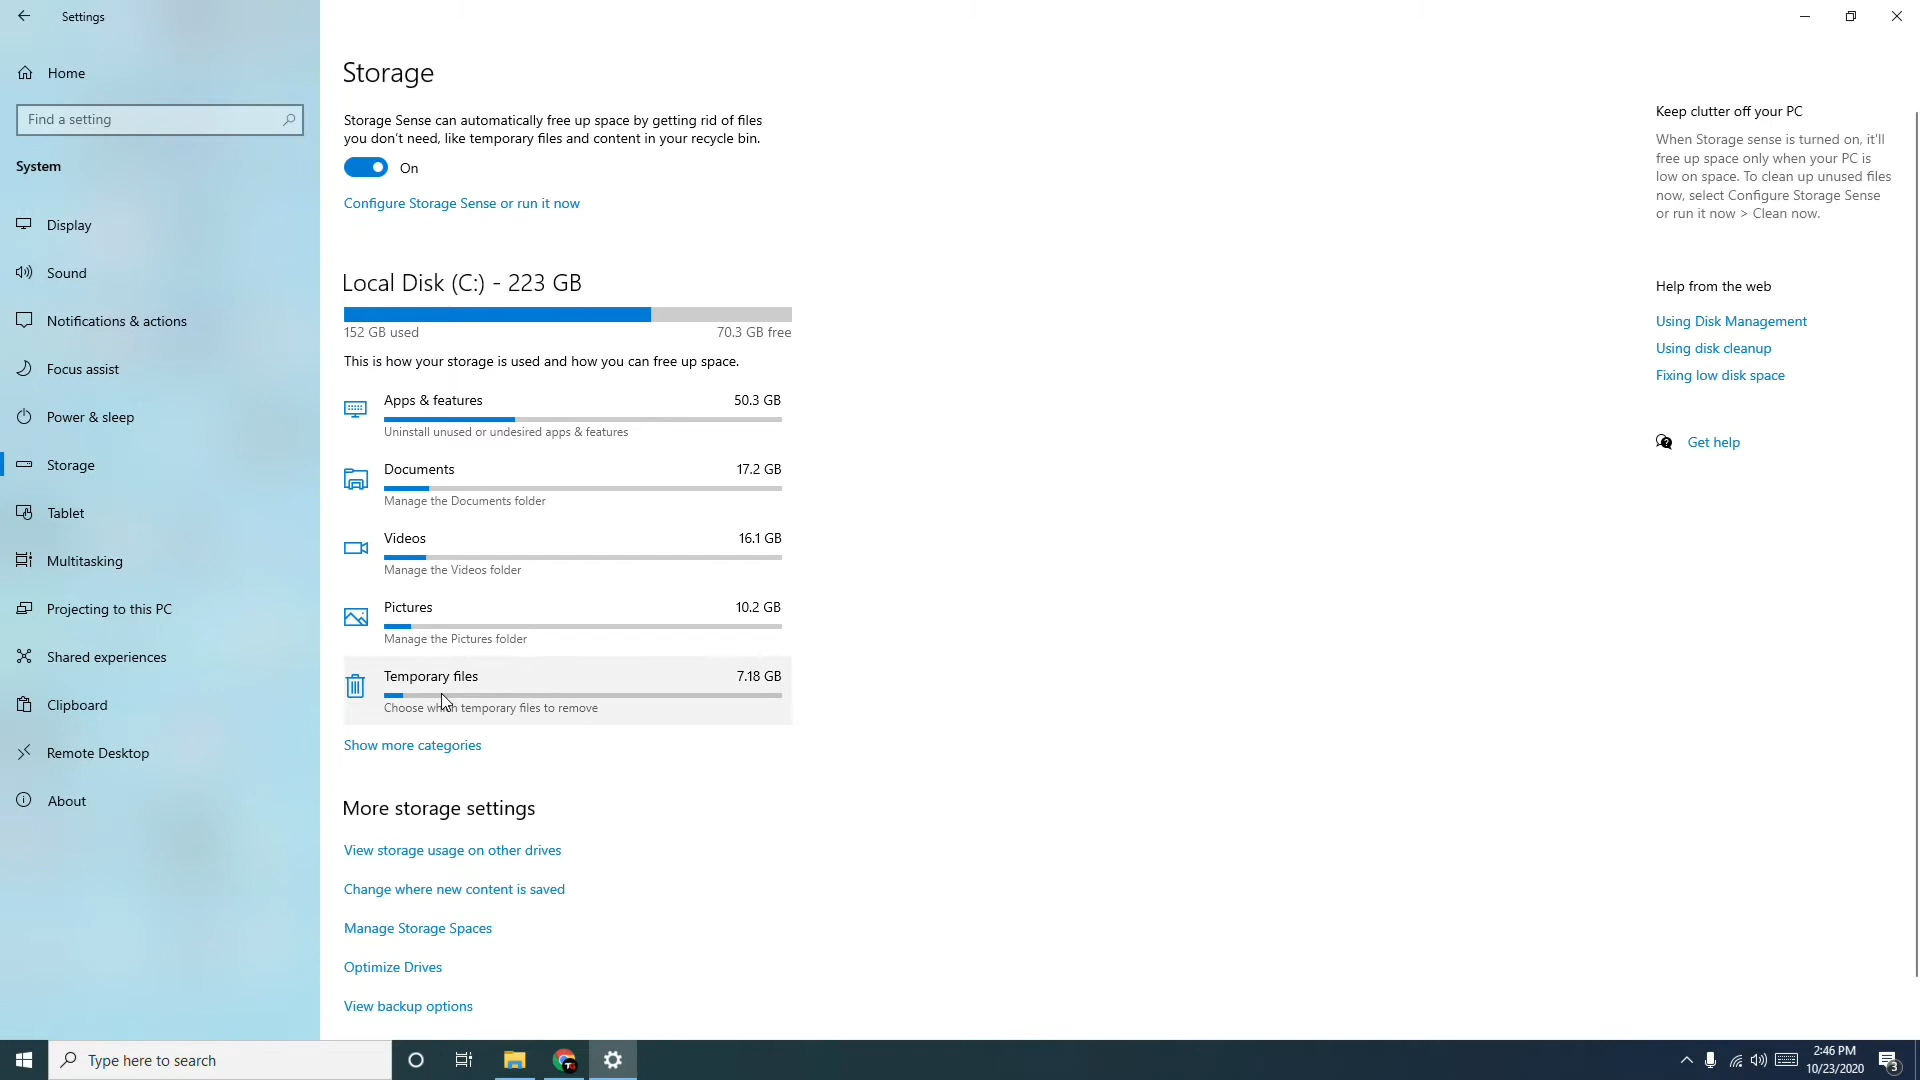 Settings
Home
Find a setting
System
Display
Sound
Notifications & actions
Focus assist
Power & sleep
Storage
Tablet
Multitasking
Projecting to this PC
Shared experiences
Clipboard
Remote Desktop
About
Storage
Storage Sense can automatically free up space by getting rid of files
you don't need, like temporary files and content in your recycle bin.
On
Configure Storage Sense or run it now
Local Disk (C:) - 223 GB
152 GB used 70.3 GB free
This is how your storage is used and how you can free up space.
Apps & features 50.3 GB
Uninstall unused or undesired apps & features
Documents 17.2 GB
Manage the Documents folder
Videos 16.1 GB
Manage the Videos folder
Pictures 10.2 GB
Manage the Pictures folder
Temporary files 7.18 GB
Choose which temporary files to remove
Show more categories
More storage settings
View storage usage on other drives
Change where new content is saved
Manage Storage Spaces
Optimize Drives
View backup options
Keep clutter off your PC
When Storage sense is turned on, it'll
free up space only when your PC is
low on space. To clean up unused files
now, select Configure Storage Sense
or run it now > Clean now.
Help from the web
Using Disk Management
Using disk cleanup
Fixing low disk space
Get help
Type here to search
2:46 PM
10/23/2020
3